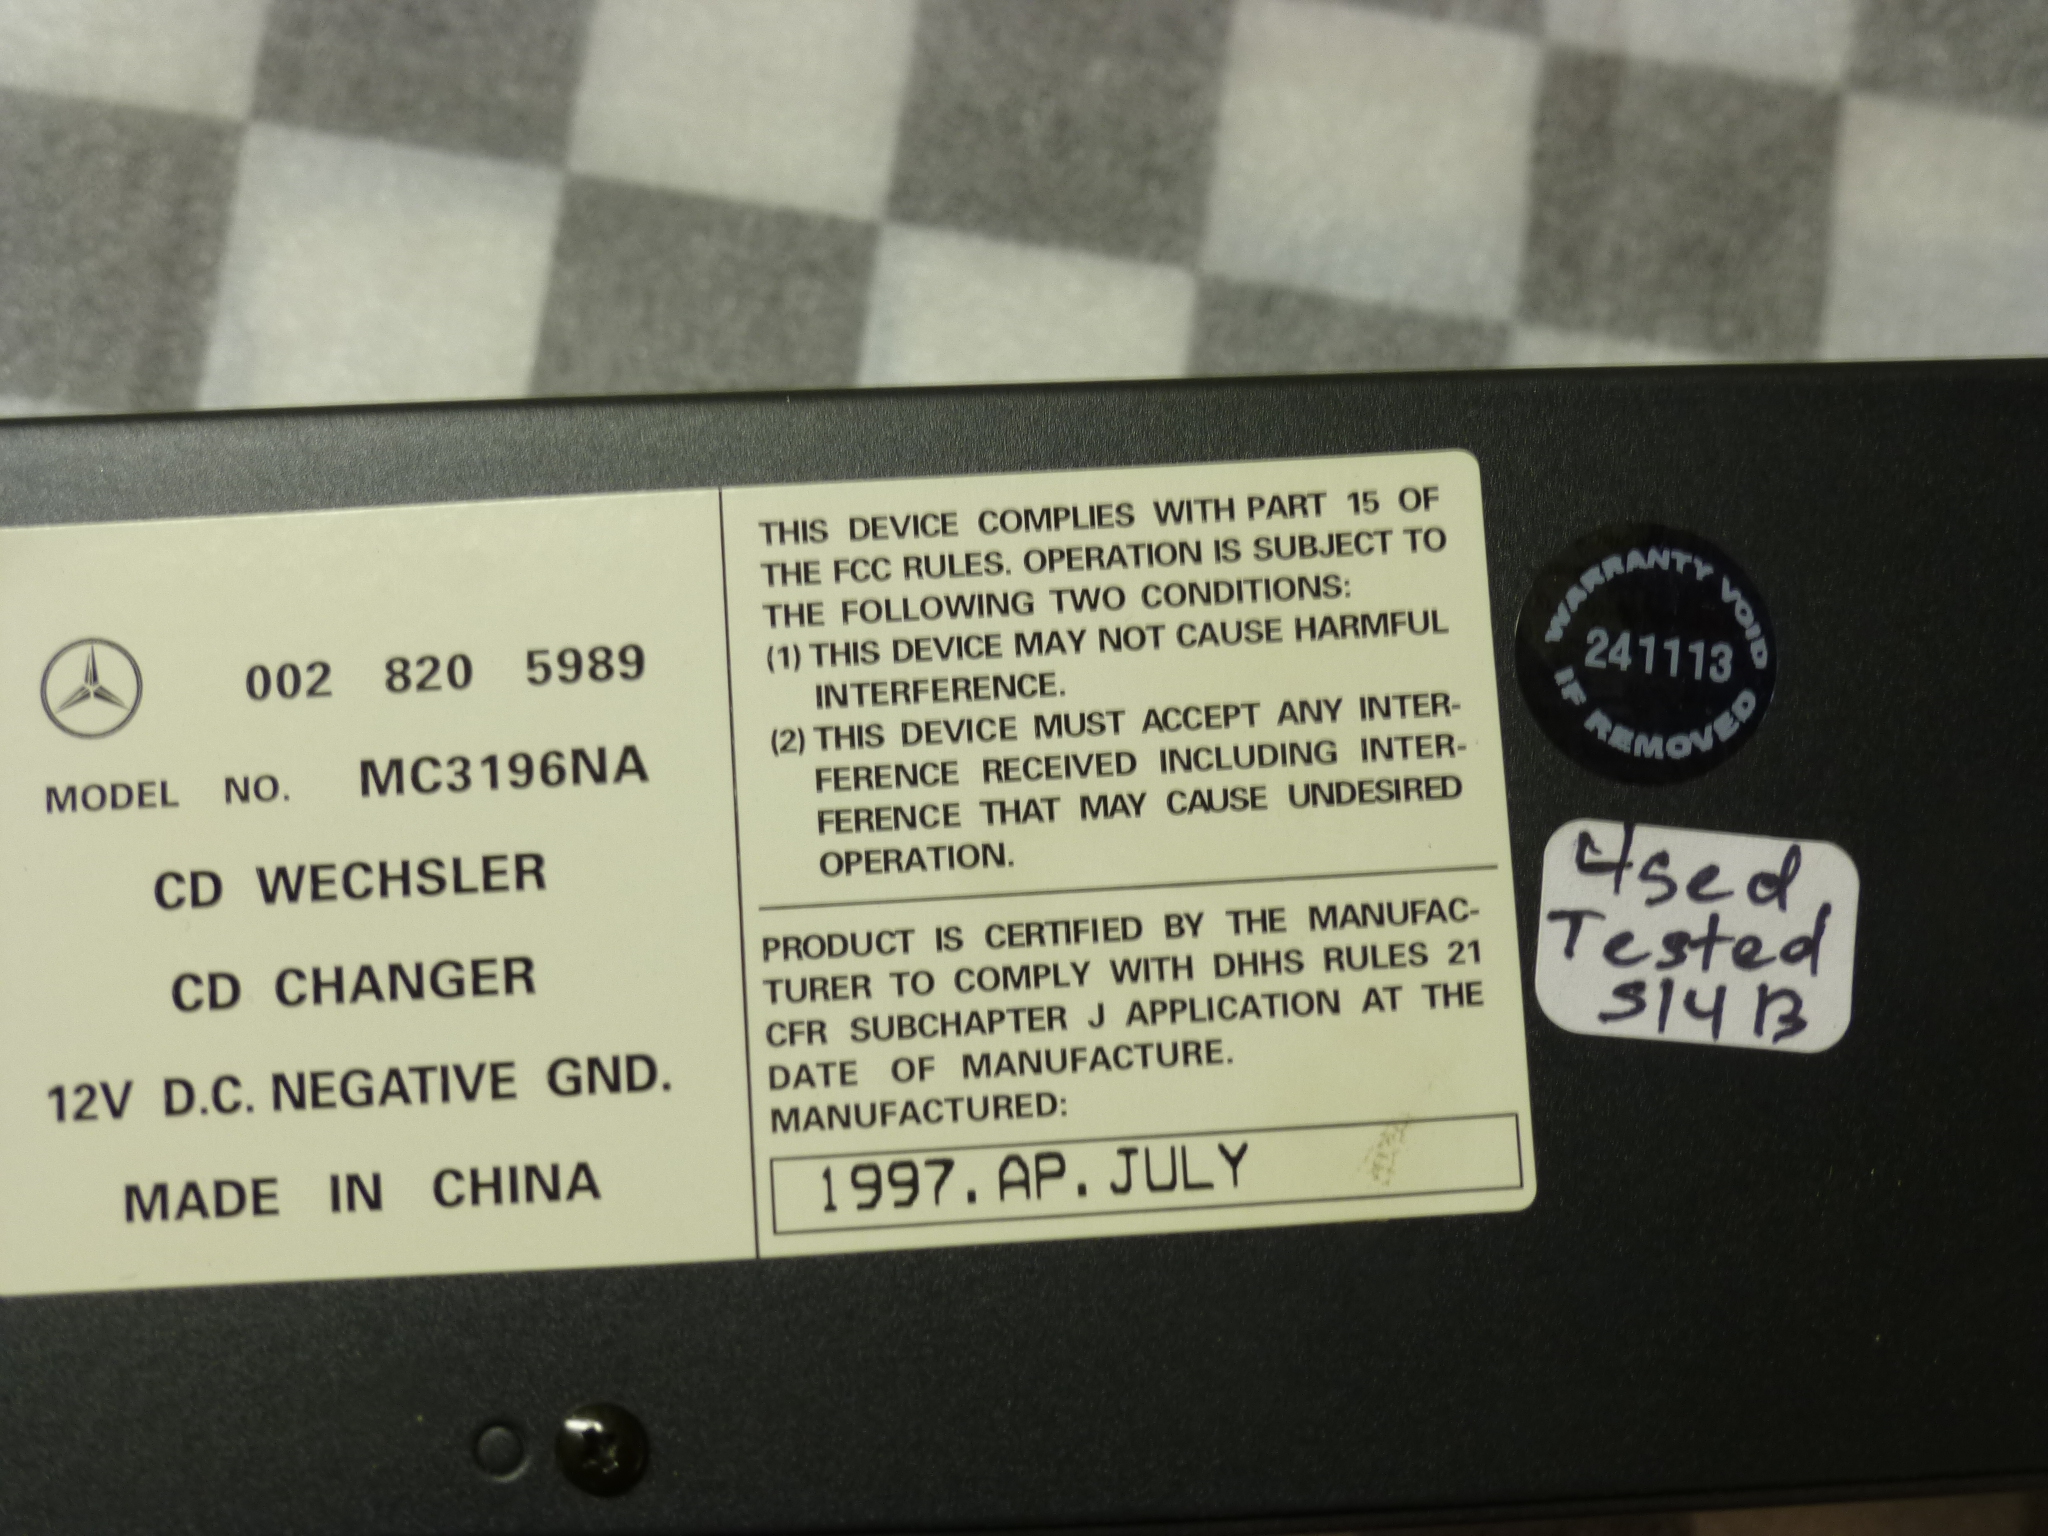 002 820 5989
MODEL NO. MC3196NA
CD WECHSLER
CD CHANGER
12V D.C. NEGATIVE GND.
MADE IN CHINA
THIS DEVICE COMPLIES WITH PART 15 OF
THE FCC RULES. OPERATION IS SUBJECT TO
THE FOLLOWING TWO CONDITIONS:
(1) THIS DEVICE MAY NOT CAUSE HARMFUL
INTERFERENCE.
(2) THIS DEVICE MUST ACCEPT ANY INTER-
FERENCE RECEIVED INCLUDING INTER-
FERENCE THAT MAY CAUSE UNDESIRED
OPERATION.
PRODUCT IS CERTIFIED BY THE MANUFAC-
TURER TO COMPLY WITH DHHS RULES 21
CFR SUBCHAPTER J APPLICATION AT THE
DATE OF MANUFACTURE.
MANUFACTURED:
1997. AP. JULY
WARRANTY VOID
241113
IF REMOVED
Used
Tested
S14B